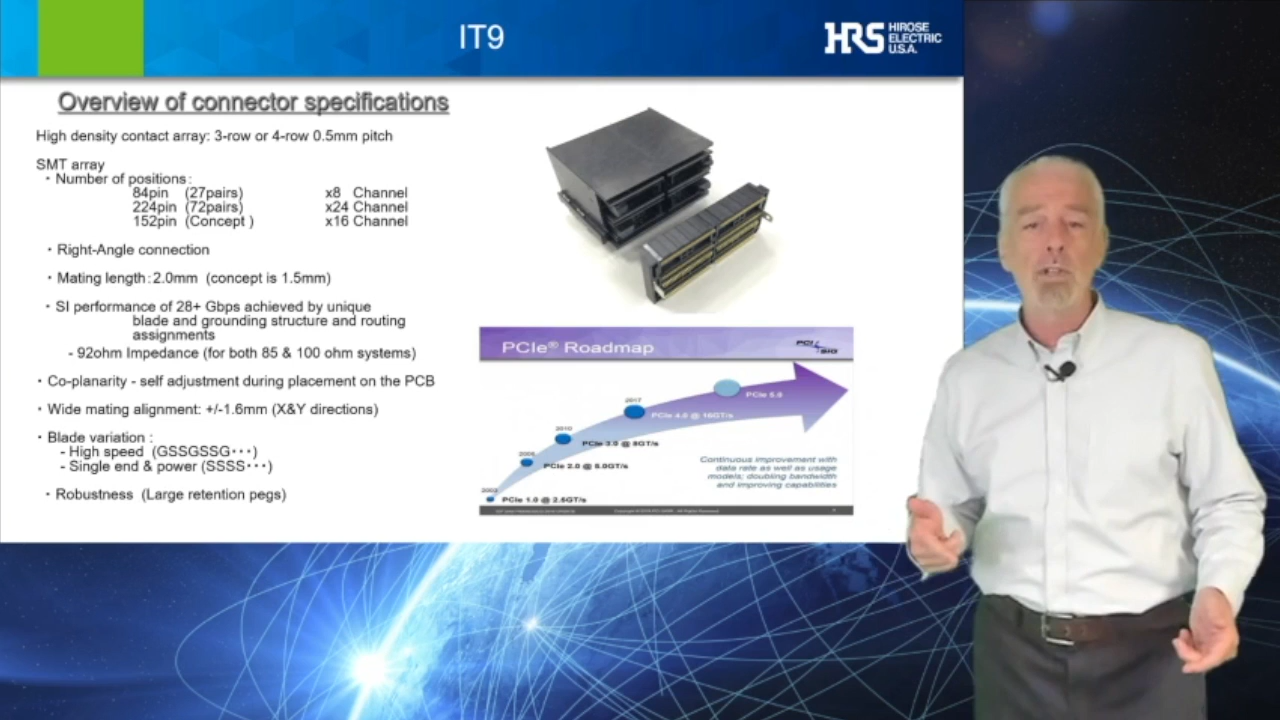 IT9
HRS HIROSE
ELECTRIC
U.S.A.
Overview of connector specifications
High density contact array: 3-row or 4-row 0.5mm pitch
SMT array
・Number of positions:
84pin (27pairs) x8 Channel
224pin (72pairs) x24 Channel
152pin (Concept ) x16 Channel
・Right-Angle connection
・Mating length:2.0mm (concept is 1.5mm)
・SI performance of 28+ Gbps achieved by unique
blade and grounding structure and routing
assignments
- 92ohm Impedance (for both 85 & 100 ohm systems)
・Co-planarity - self adjustment during placement on the PCB
・Wide mating alignment: +/-1.6mm (X&Y directions)
・Blade variation :
- High speed (GSSGSSG･･･)
- Single end & power (SSSS･･･)
・Robustness (Large retention pegs)
PCIe® Roadmap
PCI
SIG
PCIe 5.0
2017
PCIe 4.0 @ 16GT/s
2010
PCIe 3.0 @ 8GT/s
PCIe 2.0 @ 5.0GT/s
PCIe 1.0 @ 2.5GT/s
Continuous improvement with
data rate as well as usage
models; doubling bandwidth
and improving capabilities